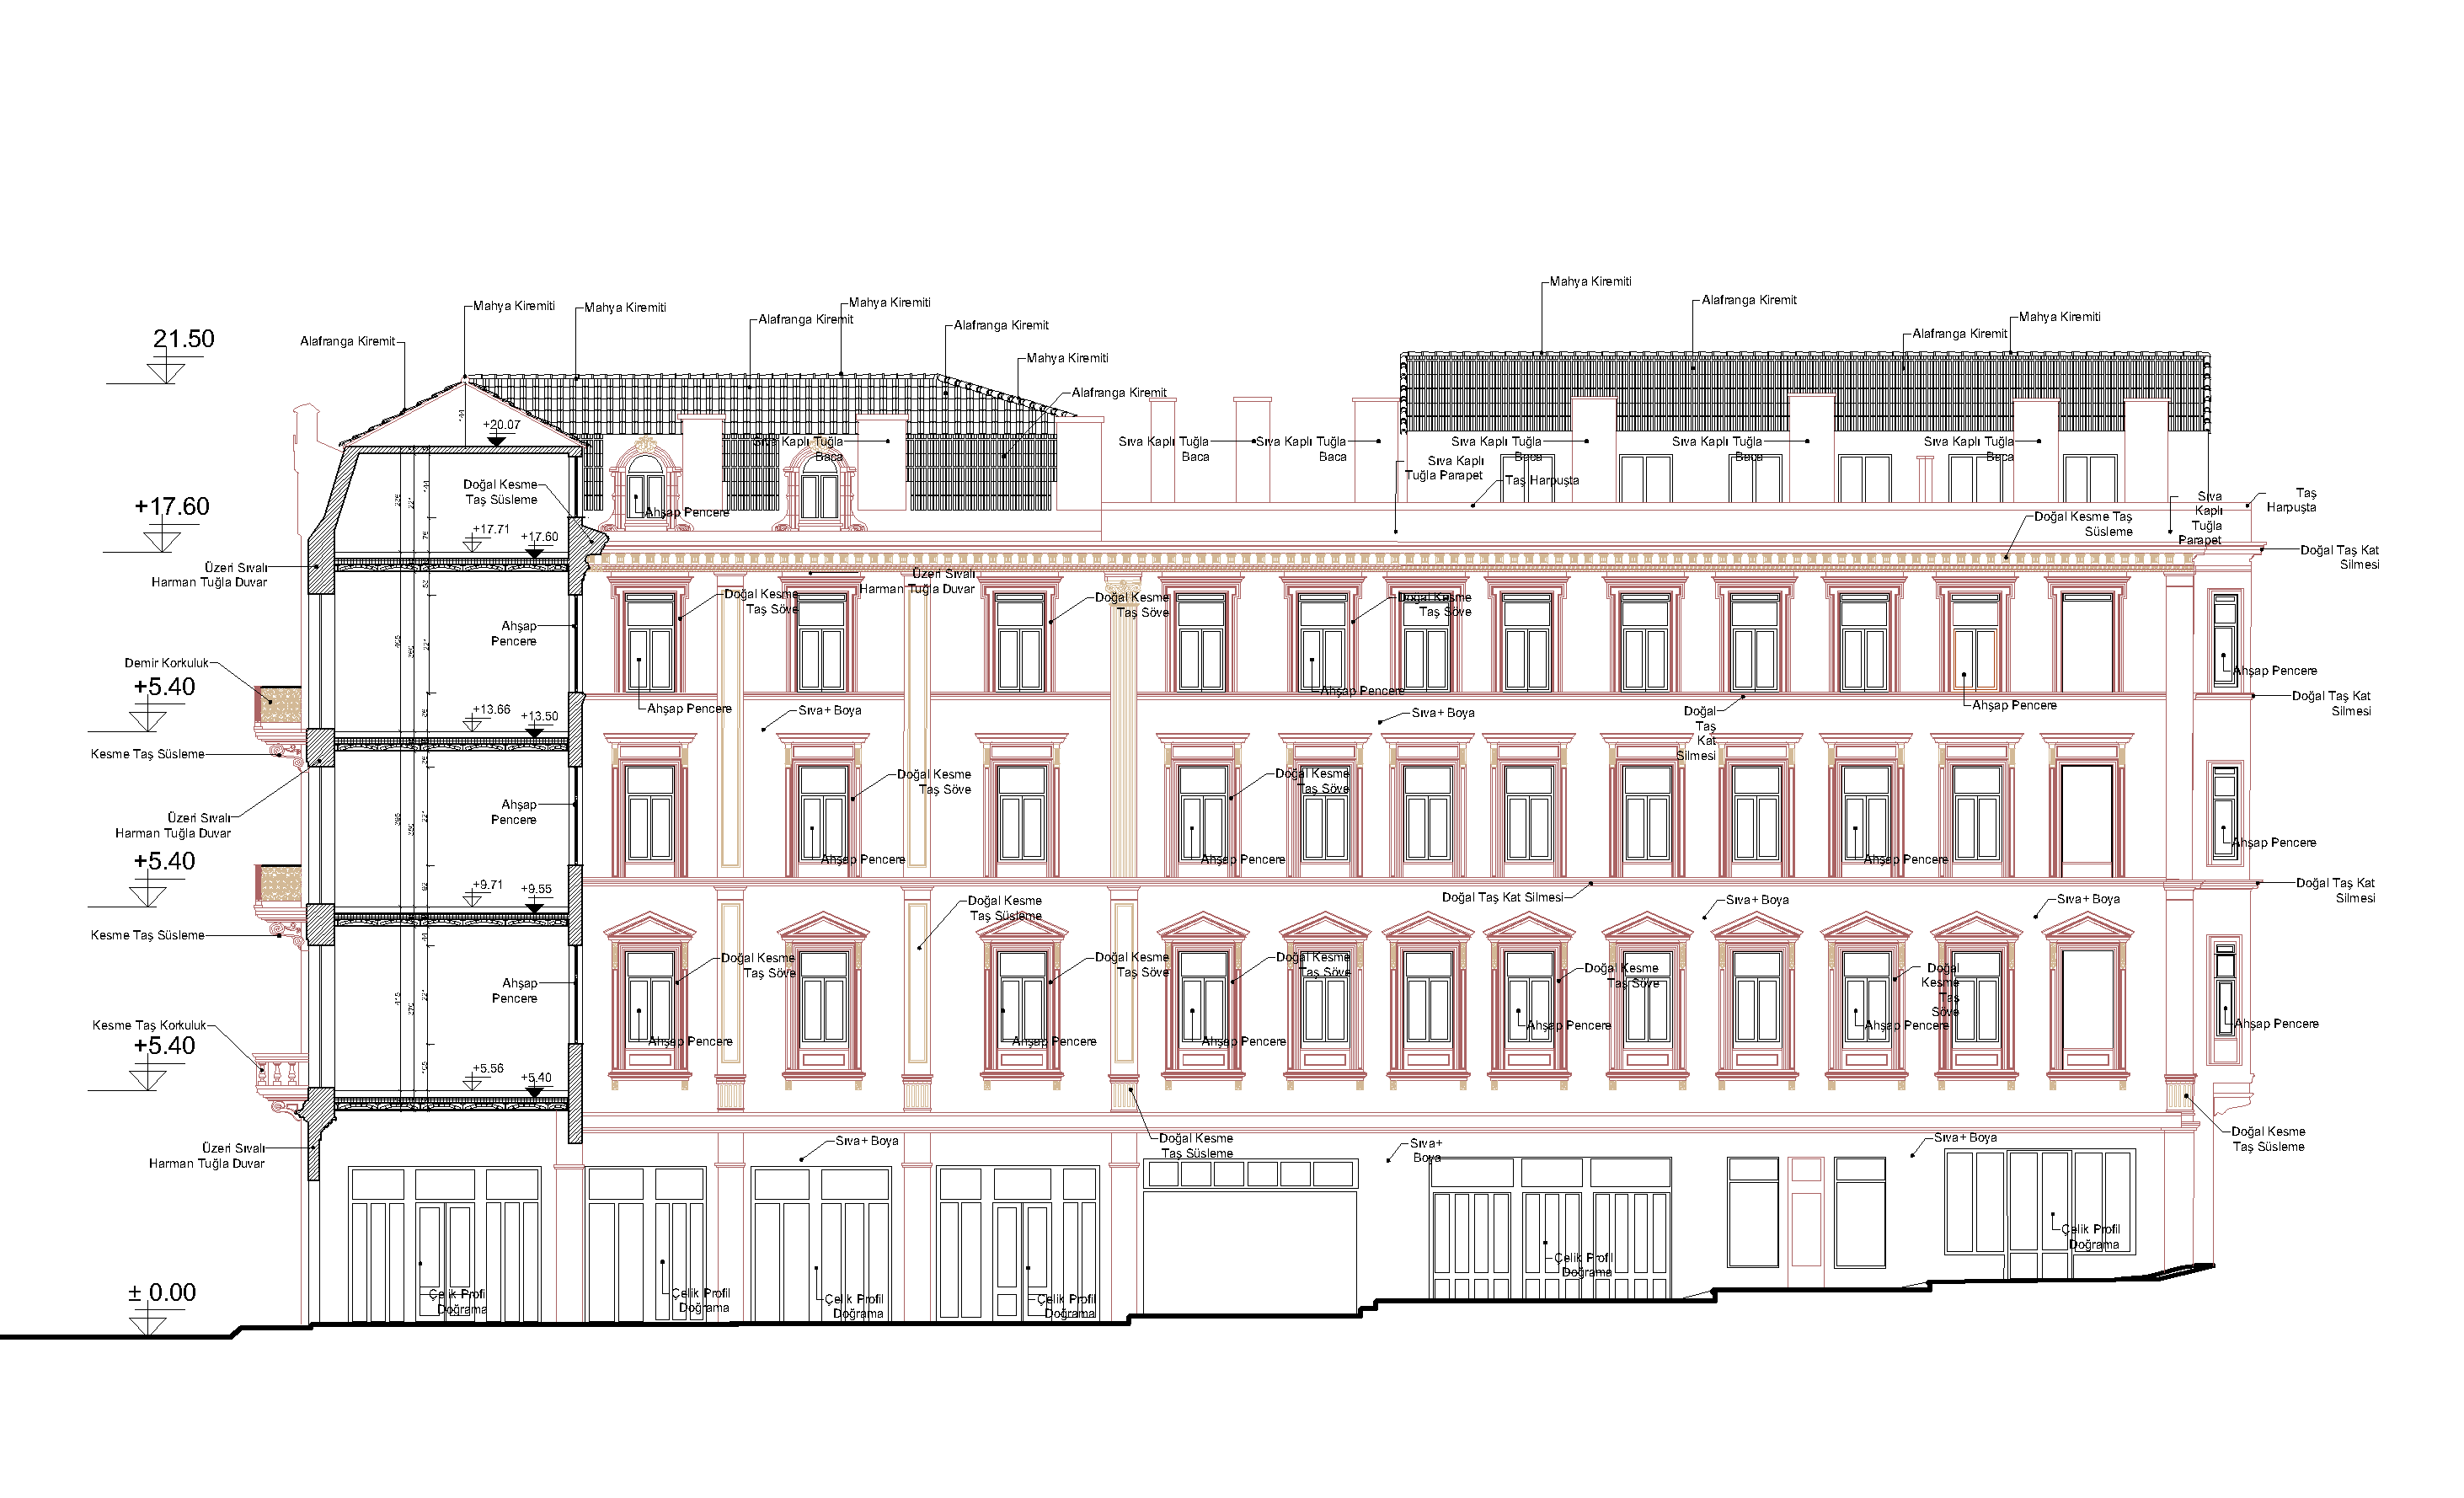 Mahya Kiremiti
Alafranga Kiremit
Mahya Kiremiti
Mahya Kiremiti
Mahya Kiremiti
Mahya Kiremiti
Alafranga Kiremit
Alafranga Kiremit
Alafranga Kiremit
21.50
Alafranga Kiremit
Mahya Kiremiti
Alafranga Kiremit
+20.07
Sıva Kaplı Tuğla
Baca
Sıva Kaplı Tuğla
Baca
Sıva Kaplı Tuğla
Baca
Sıva Kaplı Tuğla
Baca
Sıva Kaplı Tuğla
Baca
Sıva Kaplı Tuğla
Baca
Sıva Kaplı
Tuğla Parapet
Taş Harpuşta
Doğal Kesme
Taş Süsleme
Ahşap Pencere
Sıva
Kaplı
Tuğla
Parapet
Taş
Harpuşta
+17.60
Doğal Kesme Taş
Süsleme
+17.71
+17.60
Doğal Taş Kat
Silmesi
Üzeri Sıvalı
Harman Tuğla Duvar
Üzeri Sıvalı
Harman Tuğla Duvar
Doğal Kesme
Taş Söve
Doğal Kesme
Taş Söve
Doğal Kesme
Taş Söve
Ahşap
Pencere
Demir Korkuluk
+5.40
Ahşap Pencere
Ahşap Pencere
Ahşap Pencere
Ahşap Pencere
Doğal Taş Kat
Silmesi
+13.66
+13.50
Sıva+ Boya
Sıva+ Boya
Doğal
Taş
Kat
Silmesi
Kesme Taş Süsleme
Doğal Kesme
Taş Söve
Doğal Kesme
Taş Söve
Ahşap
Pencere
Üzeri Sıvalı
Harman Tuğla Duvar
Ahşap Pencere
+5.40
Ahşap Pencere
Ahşap Pencere
Ahşap Pencere
+9.71
+9.55
Doğal Taş Kat
Silmesi
Doğal Kesme
Taş Süsleme
Doğal Taş Kat Silmesi
Sıva+ Boya
Sıva+ Boya
Kesme Taş Süsleme
Doğal Kesme
Taş Söve
Doğal Kesme
Taş Söve
Doğal Kesme
Taş Söve
Doğal Kesme
Taş Söve
Doğal
Kesme
Taş
Söve
Ahşap
Pencere
Kesme Taş Korkuluk
+5.40
Ahşap Pencere
Ahşap Pencere
Ahşap Pencere
Ahşap Pencere
Ahşap Pencere
Ahşap Pencere
+5.56
+5.40
Üzeri Sıvalı
Harman Tuğla Duvar
Sıva+ Boya
Doğal Kesme
Taş Süsleme
Sıva+
Boya
Sıva+ Boya
Doğal Kesme
Taş Süsleme
± 0.00
Çelik Profil
Doğrama
Çelik Profil
Doğrama
Çelik Profil
Doğrama
Çelik Profil
Doğrama
Çelik Profil
Doğrama
Çelik Profil
Doğrama